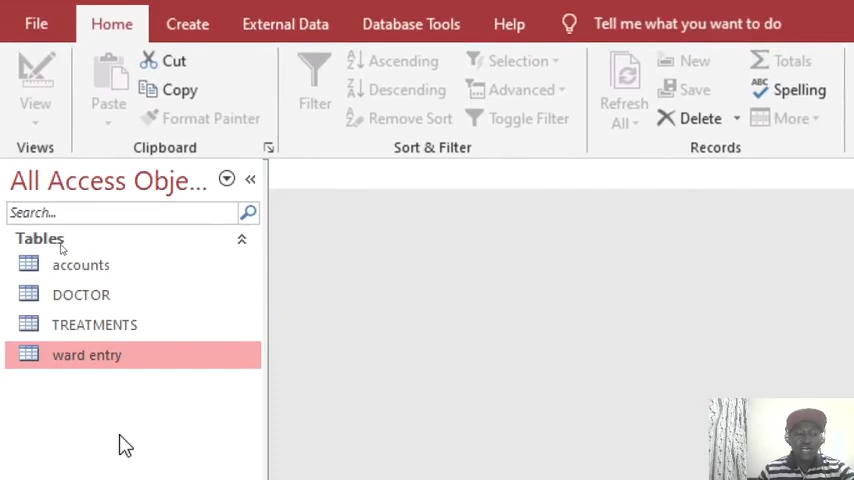 File Home Create External Data Database Tools Help Tell me what you want to do
Cut Ascending Selection New Totals
Copy Descending Advanced Save ABC Spelling
View Paste Format Painter Filter Remove Sort Toggle Filter Refresh All Delete More
Views Clipboard Sort & Filter Records
All Access Obje...
Search...
Tables
accounts
DOCTOR
TREATMENTS
ward entry